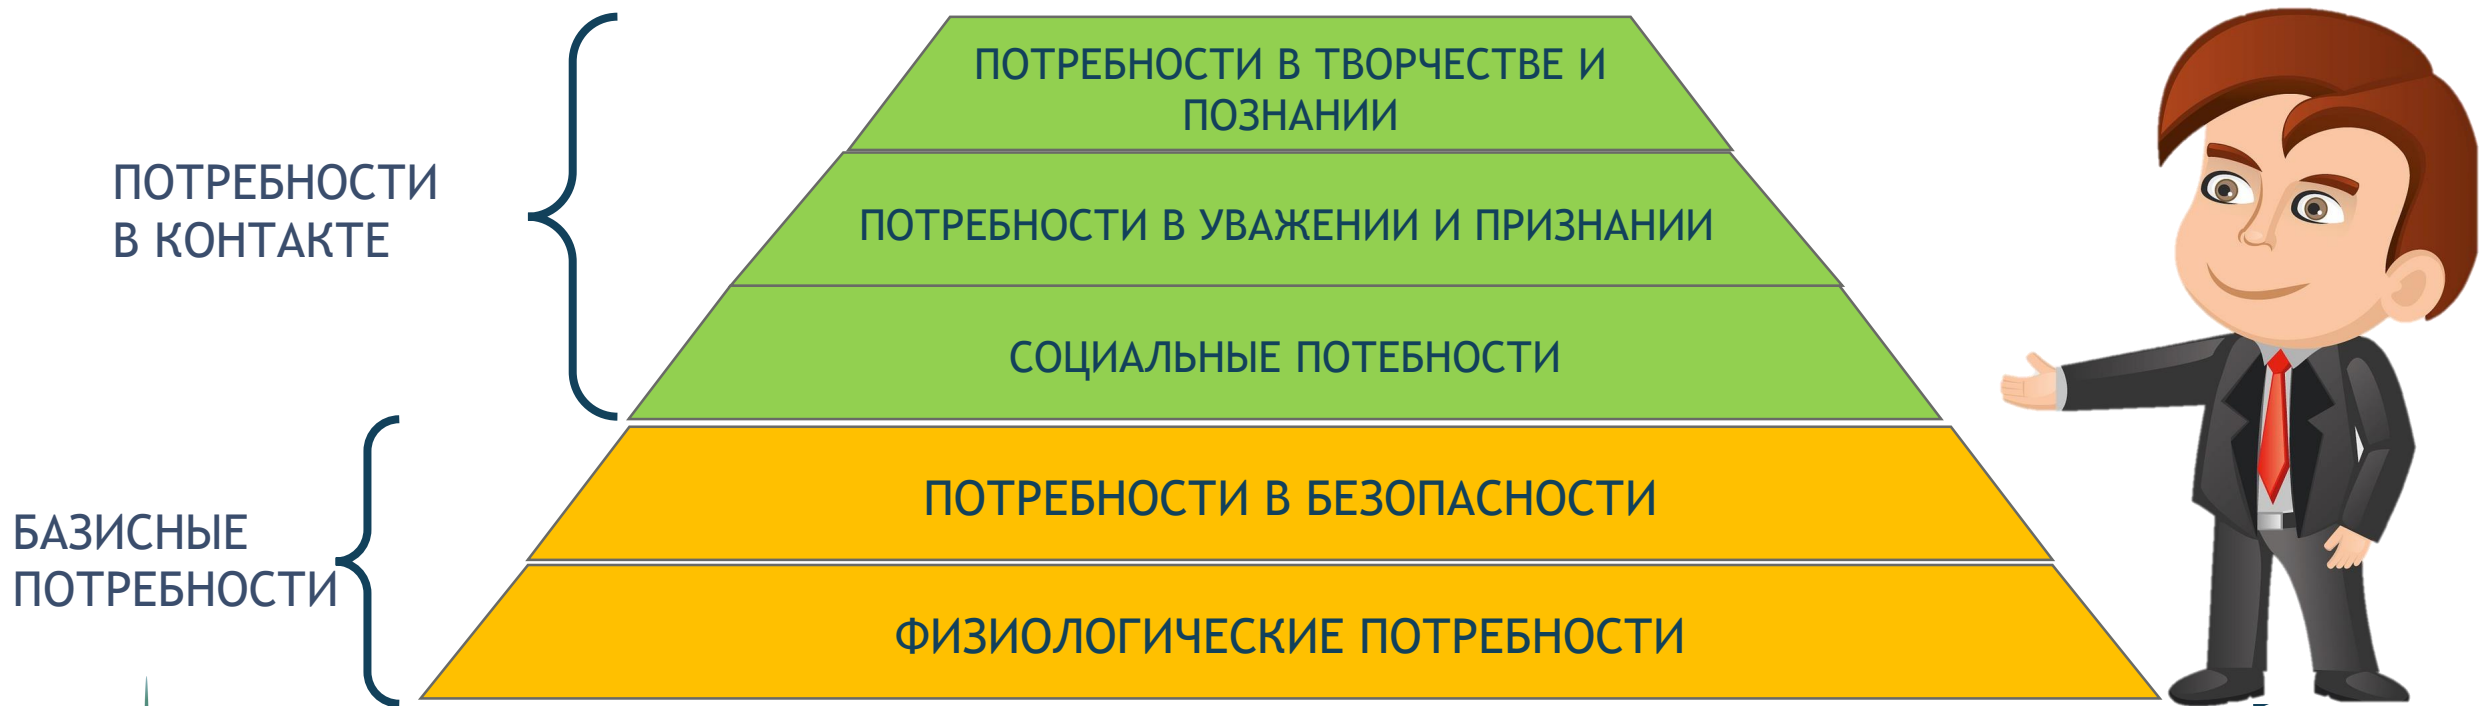 ПОТРЕБНОСТИ В ТВОРЧЕСТВЕ И
ПОЗНАНИИ
ПОТРЕБНОСТИ
В КОНТАКТЕ
ПОТРЕБНОСТИ В УВАЖЕНИИ И ПРИЗНАНИИ
СОЦИАЛЬНЫЕ ПОТЕБНОСТИ
ПОТРЕБНОСТИ В БЕЗОПАСНОСТИ
БАЗИСНЫЕ
ПОТРЕБНОСТИ
ФИЗИОЛОГИЧЕСКИЕ ПОТРЕБНОСТИ